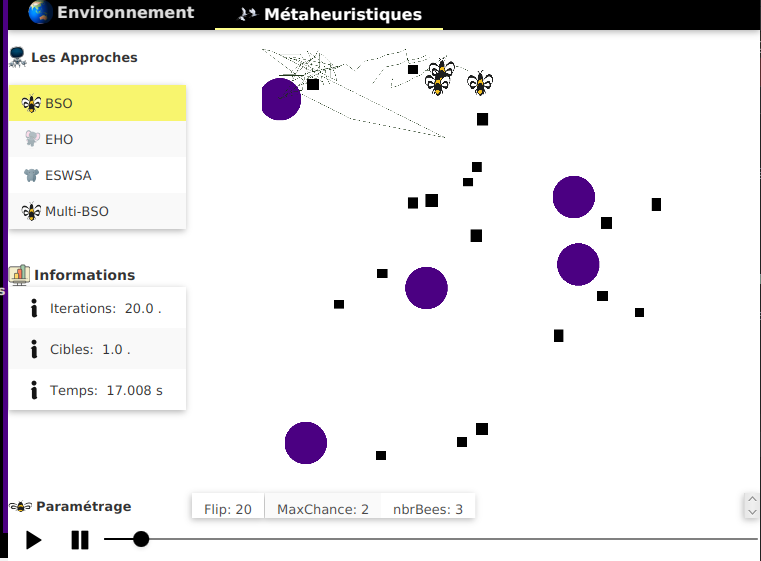 Environnement
Métaheuristiques
Les Approches
BSO
EHO
ESWSA
Multi-BSO
Informations
s
Iterations: 20.0 .
Cibles: 1.0 .
Temps: 17.008 s
Paramétrage
Flip: 20
MaxChance: 2
nbrBees: 3